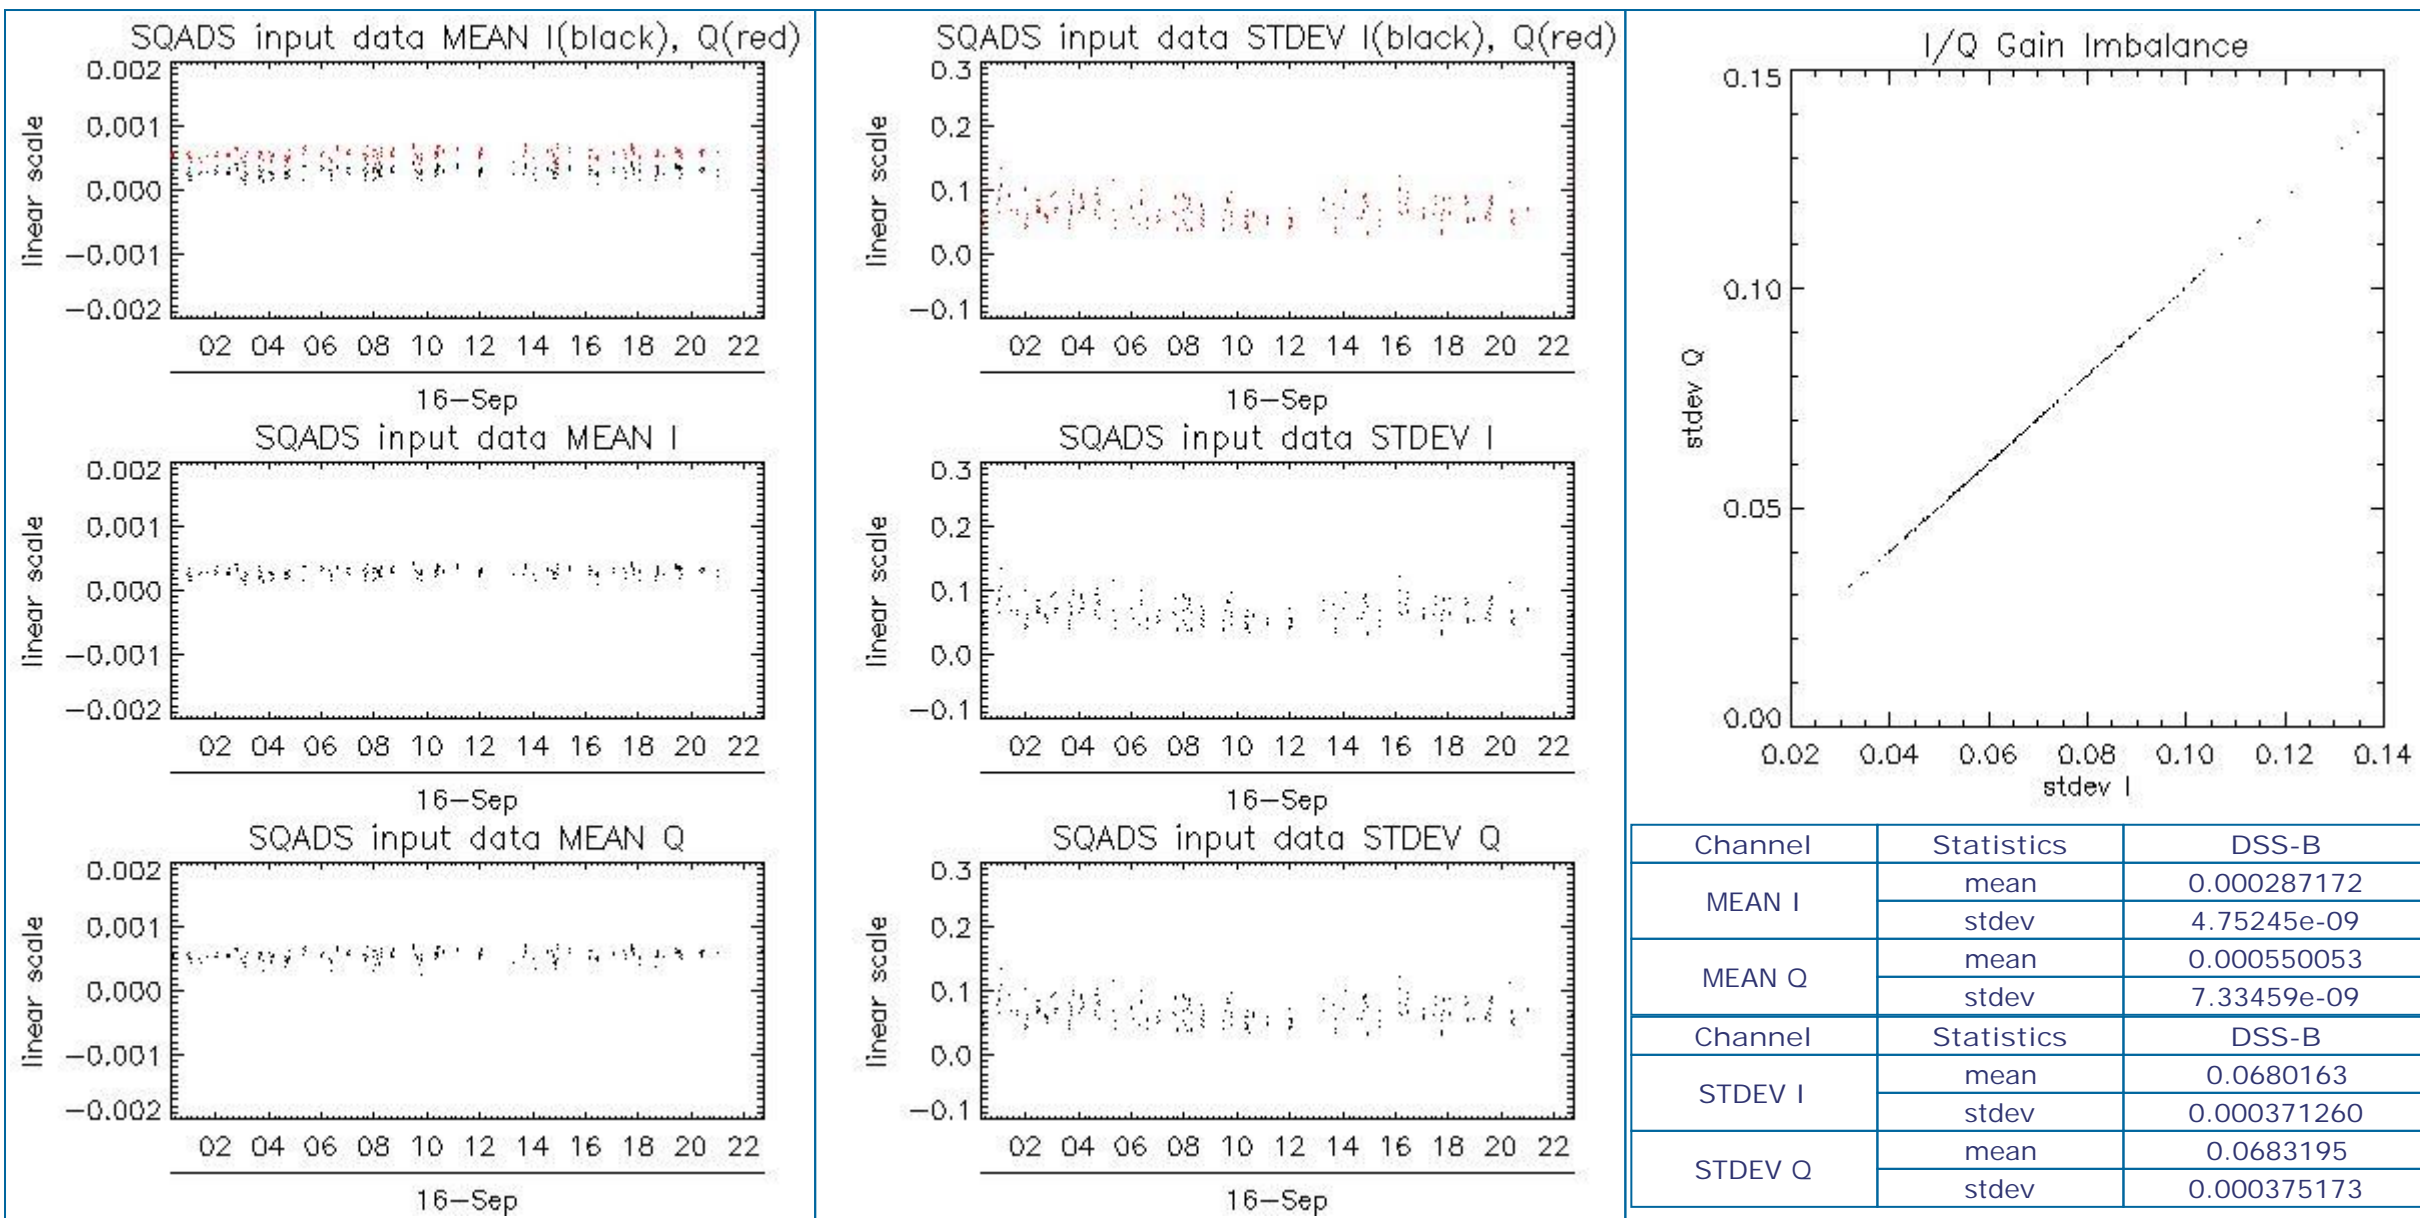 SQADS input data MEAN I(black), Q(red)
0.002
0.001
0.000
−0.001
−0.002
linear scale
02 04 06 08 10 12 14 16 18 20 22
16−Sep
SQADS input data MEAN I
0.002
0.001
0.000
−0.001
−0.002
linear scale
02 04 06 08 10 12 14 16 18 20 22
16−Sep
SQADS input data MEAN Q
0.002
0.001
0.000
−0.001
−0.002
linear scale
02 04 06 08 10 12 14 16 18 20 22
16−Sep
SQADS input data STDEV I(black), Q(red)
0.3
0.2
0.1
0.0
−0.1
linear scale
02 04 06 08 10 12 14 16 18 20 22
16−Sep
SQADS input data STDEV I
0.3
0.2
0.1
0.0
−0.1
linear scale
02 04 06 08 10 12 14 16 18 20 22
16−Sep
SQADS input data STDEV Q
0.3
0.2
0.1
0.0
−0.1
linear scale
02 04 06 08 10 12 14 16 18 20 22
16−Sep
I/Q Gain Imbalance
0.15
0.10
0.05
0.00
stdev Q
0.02 0.04 0.06 0.08 0.10 0.12 0.14
stdev I
Channel Statistics DSS-B
MEAN I mean 0.000287172
stdev 4.75245e-09
MEAN Q mean 0.000550053
stdev 7.33459e-09
Channel Statistics DSS-B
STDEV I mean 0.0680163
stdev 0.000371260
STDEV Q mean 0.0683195
stdev 0.000375173